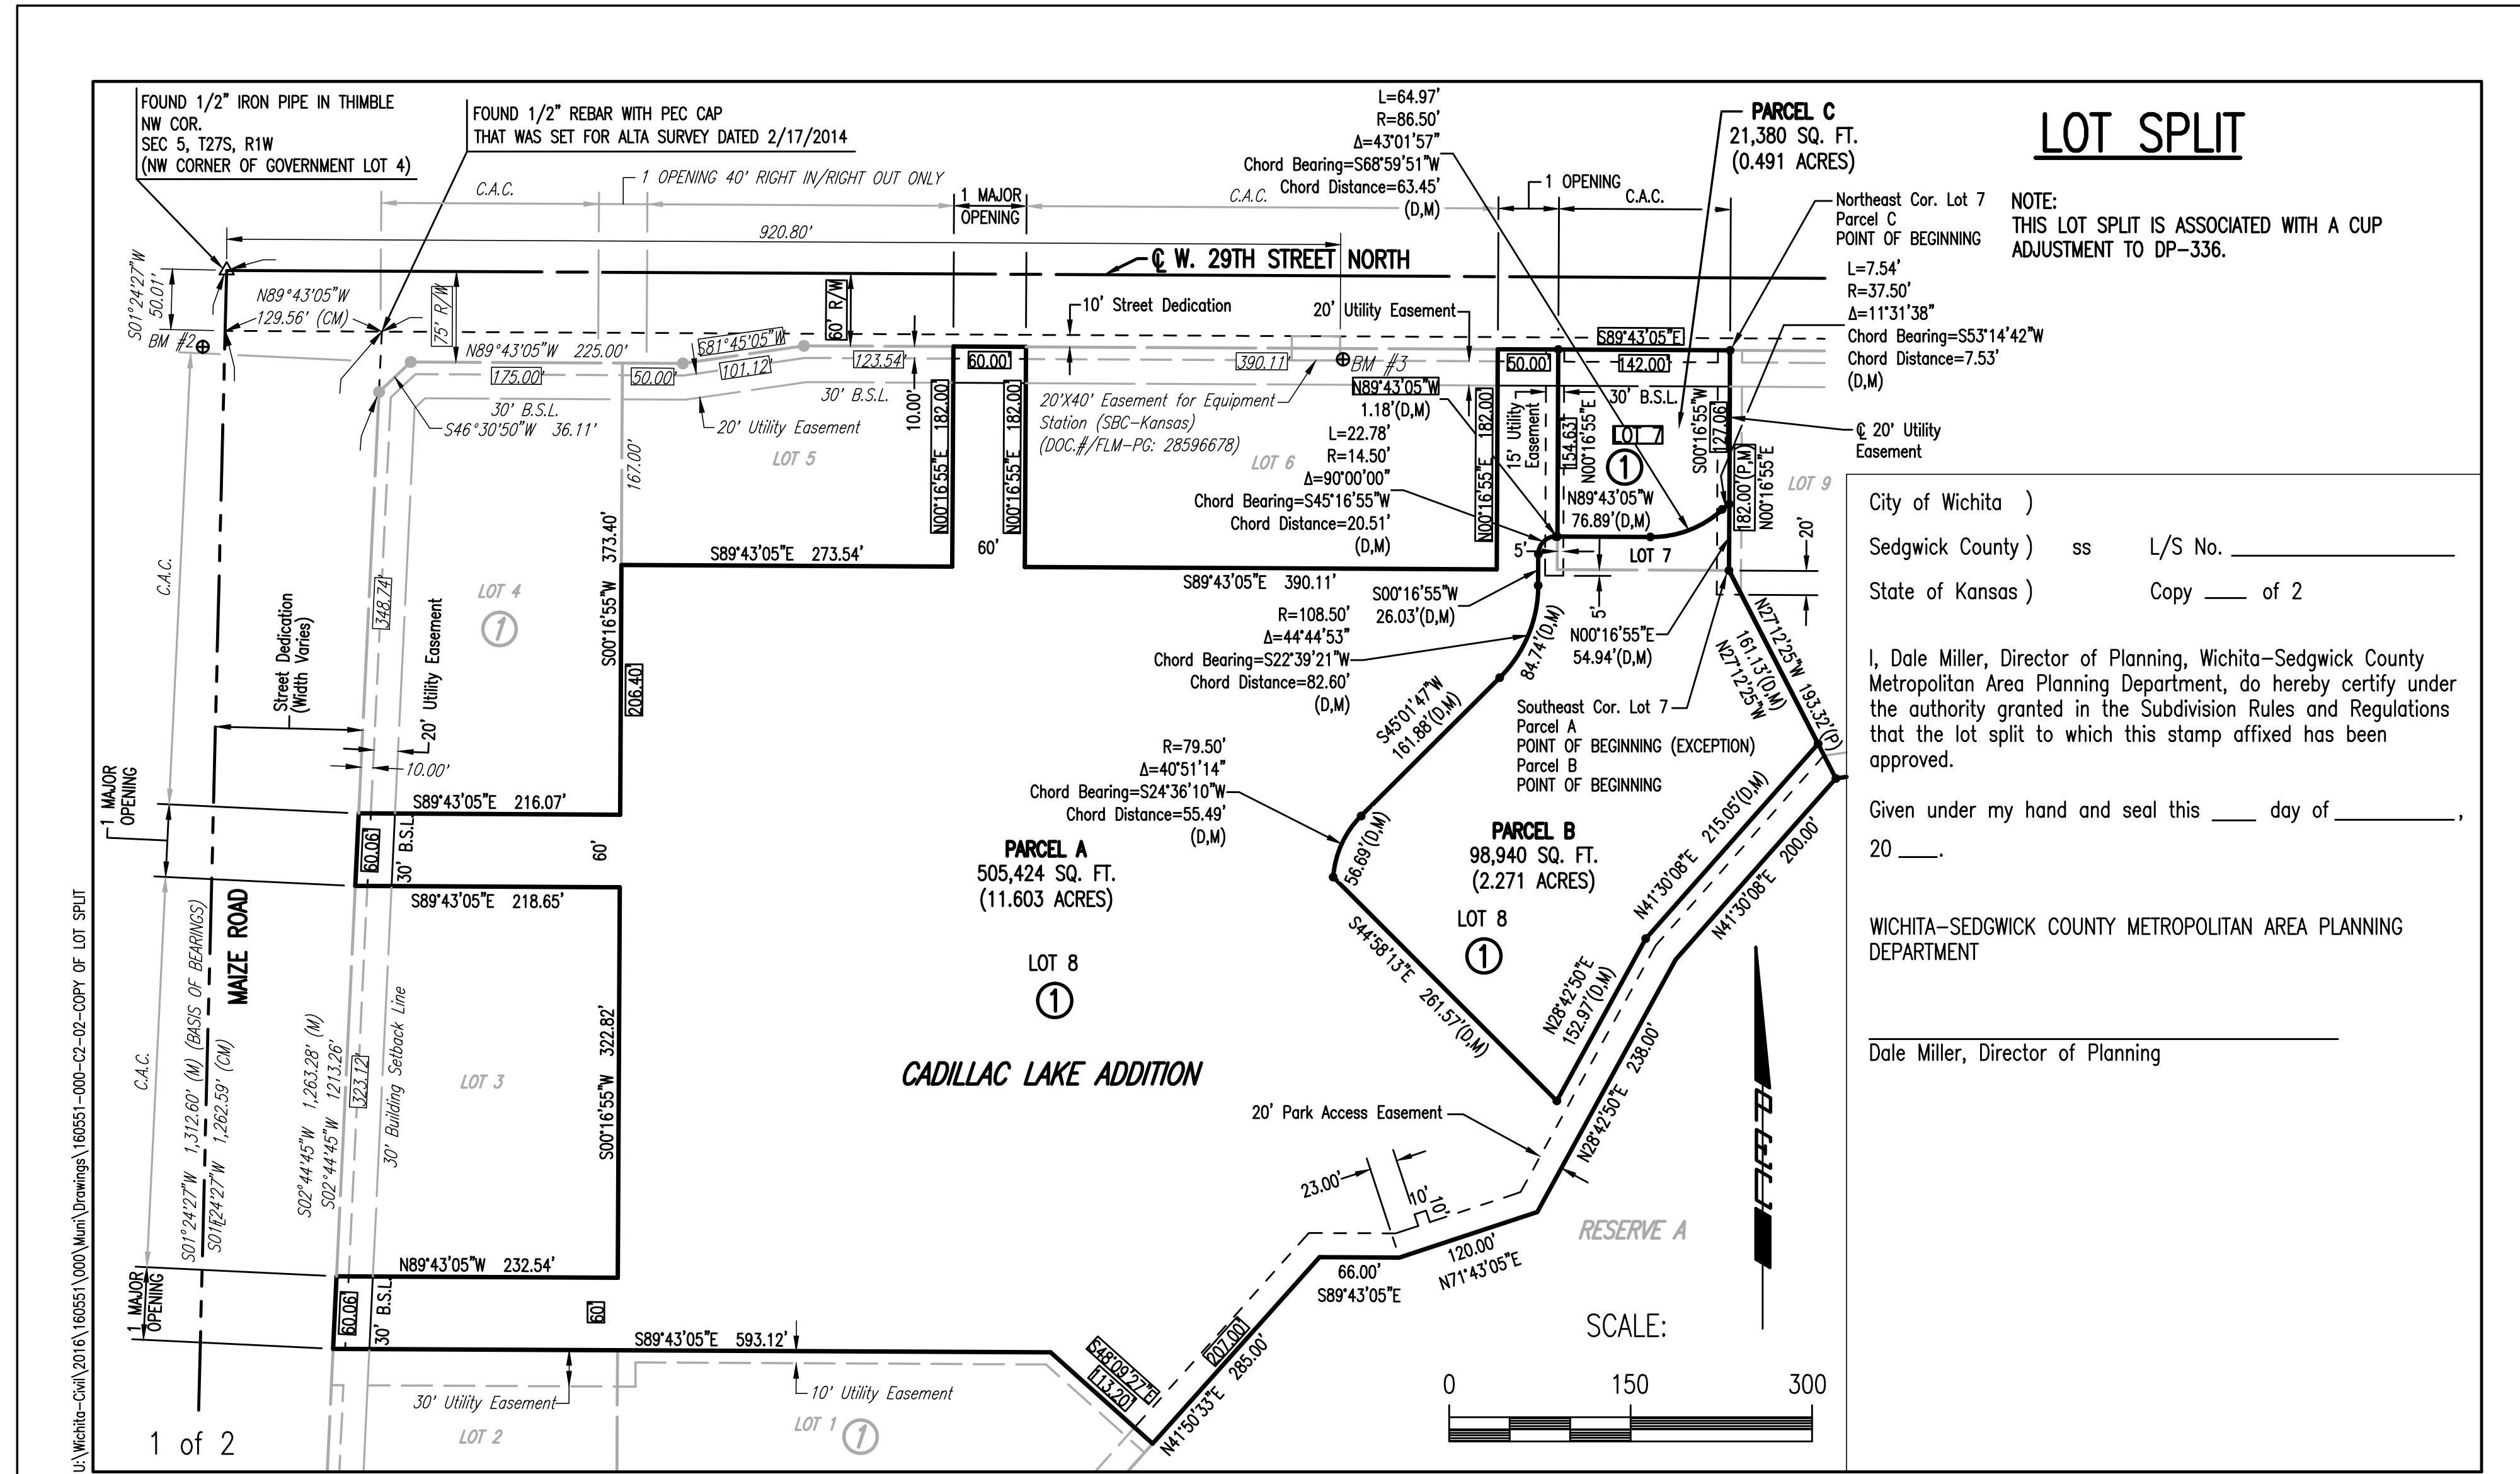 FOUND 1/2" IRON PIPE IN THIMBLE
NW COR.
SEC 5, T27S, R1W
(NW CORNER OF GOVERNMENT LOT 4)
FOUND 1/2" REBAR WITH PEC CAP
THAT WAS SET FOR ALTA SURVEY DATED 2/17/2014
C.A.C.
1 OPENING 40' RIGHT IN/RIGHT OUT ONLY
1 MAJOR
OPENING
C.A.C.
L=64.97'
R=86.50'
Δ=43°01'57"
Chord Bearing=S68°59'51"W
Chord Distance=63.45'
(D,M)
1 OPENING
C.A.C.
PARCEL C
21,380 SQ. FT.
(0.491 ACRES)
LOT SPLIT
Northeast Cor. Lot 7
Parcel C
POINT OF BEGINNING
NOTE:
THIS LOT SPLIT IS ASSOCIATED WITH A CUP
ADJUSTMENT TO DP-336.
L=7.54'
R=37.50'
Δ=11°31'38"
Chord Bearing=S53°14'42"W
Chord Distance=7.53'
(D,M)
℄ 20' Utility
Easement
920.80'
℄ W. 29TH STREET NORTH
S01°24'27"W
50.01'
N89°43'05"W
129.56' (CM)
BM #2
75' R/W
N89°43'05"W 225.00'
175.00'
50.00'
S81°45'05"W
101.12'
60' R/W
123.54'
10.00'
60.00'
10' Street Dedication
20' Utility Easement
390.11'
BM #3
N89°43'05"W
1.18'(D,M)
50.00'
S89°43'05"E
142.00'
30' B.S.L.
S46°30'50"W 36.11'
20' Utility Easement
30' B.S.L.
167.00'
LOT 5
N00°16'55"E 182.00'
N00°16'55"E 182.00'
20'X40' Easement for Equipment
Station (SBC-Kansas)
(DOC.#/FLM-PG: 28596678)
LOT 6
L=22.78'
R=14.50'
Δ=90°00'00"
Chord Bearing=S45°16'55"W
Chord Distance=20.51'
(D,M)
N00°16'55"E 182.00'
15' Utility
Easement
154.63'
N00°16'55"E
30' B.S.L.
LOT 7
1
S00°16'55"W
127.06'
182.00'(P,M)
N00°16'55"E
LOT 9
N89°43'05"W
76.89'(D,M)
LOT 7
5'
5'
20'
S89°43'05"E 273.54'
60'
S89°43'05"E 390.11'
S00°16'55"W
26.03'(D,M)
N00°16'55"E
54.94'(D,M)
R=108.50'
Δ=44°44'53"
Chord Bearing=S22°39'21"W
Chord Distance=82.60'
(D,M)
84.74'(D,M)
N27°12'25"W 193.32'(P)
161.13'(D,M)
N27°12'25"W
Southeast Cor. Lot 7
Parcel A
POINT OF BEGINNING (EXCEPTION)
Parcel B
POINT OF BEGINNING
S45°01'47"W
161.88'(D,M)
R=79.50'
Δ=40°51'14"
Chord Bearing=S24°36'10"W
Chord Distance=55.49'
(D,M)
56.69'(D,M)
C.A.C.
Street Dedication
(Width Varies)
348.74'
20' Utility Easement
LOT 4
1
S00°16'55"W 373.40'
206.40'
10.00'
1 MAJOR
OPENING
S89°43'05"E 216.07'
60.06'
30' B.S.L.
60'
S89°43'05"E 218.65'
PARCEL A
505,424 SQ. FT.
(11.603 ACRES)
LOT 8
1
PARCEL B
98,940 SQ. FT.
(2.271 ACRES)
LOT 8
1
N41°30'08"E 215.05'(D,M)
N41°30'08"E 200.00'
S44°58'13"E 261.57'(D,M)
N28°42'50"E
152.97'(D,M)
N28°42'50"E 238.00'
CADILLAC LAKE ADDITION
MAIZE ROAD
C.A.C.
S01°24'27"W 1,312.60' (M) (BASIS OF BEARINGS)
S01°24'27"W 1,262.59' (CM)
S02°44'45"W 1,263.28' (M)
S02°44'45"W 1213.26'
323.12'
30' Building Setback Line
LOT 3
S00°16'55"W 322.82'
20' Park Access Easement
23.00'
10'
10'
RESERVE A
N89°43'05"W 232.54'
1 MAJOR
OPENING
60.06'
30' B.S.L.
60'
S89°43'05"E 593.12'
66.00'
S89°43'05"E
120.00'
N71°43'05"E
207.00'
N41°50'33"E 285.00'
S48°09'27"E
113.20'
30' Utility Easement
10' Utility Easement
LOT 2
LOT 1
1
1 of 2
SCALE:
0 150 300
City of Wichita )
Sedgwick County ) ss L/S No.
State of Kansas ) Copy of 2
I, Dale Miller, Director of Planning, Wichita-Sedgwick County
Metropolitan Area Planning Department, do hereby certify under
the authority granted in the Subdivision Rules and Regulations
that the lot split to which this stamp affixed has been
approved.
Given under my hand and seal this ____ day of __________,
20 ___.
WICHITA-SEDGWICK COUNTY METROPOLITAN AREA PLANNING
DEPARTMENT
Dale Miller, Director of Planning
U:\Wichita-Civil\2016\160551\000\Muni\Drawings\160551-000-C2-02-COPY OF LOT SPLIT